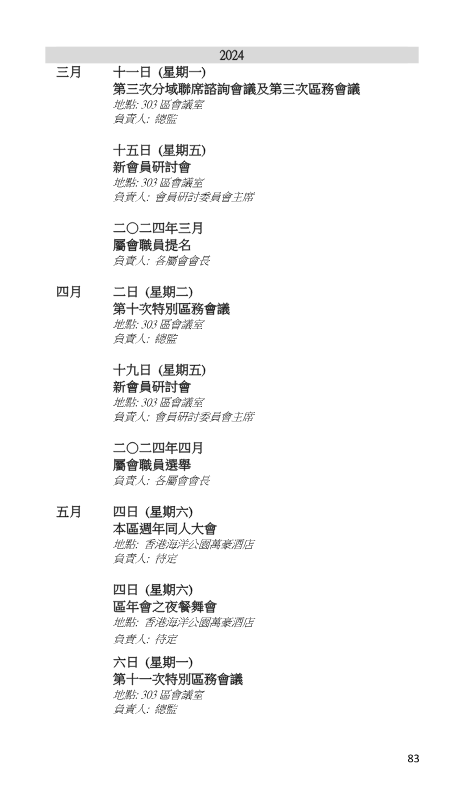 2024
三月 十一日 (星期一)
第三次分域聯席諮詢會議及第三次區務會議
地點: 303 區會議室
負責人: 總監
十五日 (星期五)
新會員研討會
地點: 303 區會議室
負責人: 會員研討委員會主席
二〇二四年三月
屬會職員提名
負責人: 各屬會會長
四月 二日 (星期二)
第十次特別區務會議
地點: 303 區會議室
負責人: 總監
十九日 (星期五)
新會員研討會
地點: 303 區會議室
負責人: 會員研討委員會主席
二〇二四年四月
屬會職員選舉
負責人: 各屬會會長
五月 四日 (星期六)
本區週年同人大會
地點: 香港海洋公園萬豪酒店
負責人: 待定
四日 (星期六)
區年會之夜餐舞會
地點: 香港海洋公園萬豪酒店
負責人: 待定
六日 (星期一)
第十一次特別區務會議
地點: 303 區會議室
負責人: 總監
83